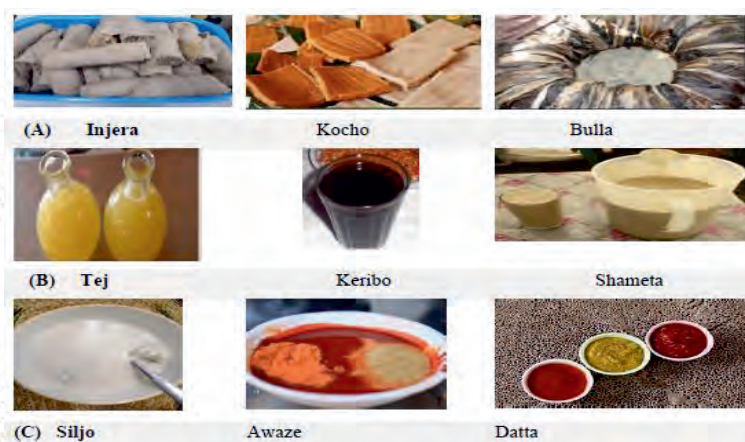 (A) Injera Kocho Bulla
(B) Tej Keribo Shameta
(C) Siljo Awaze Datta